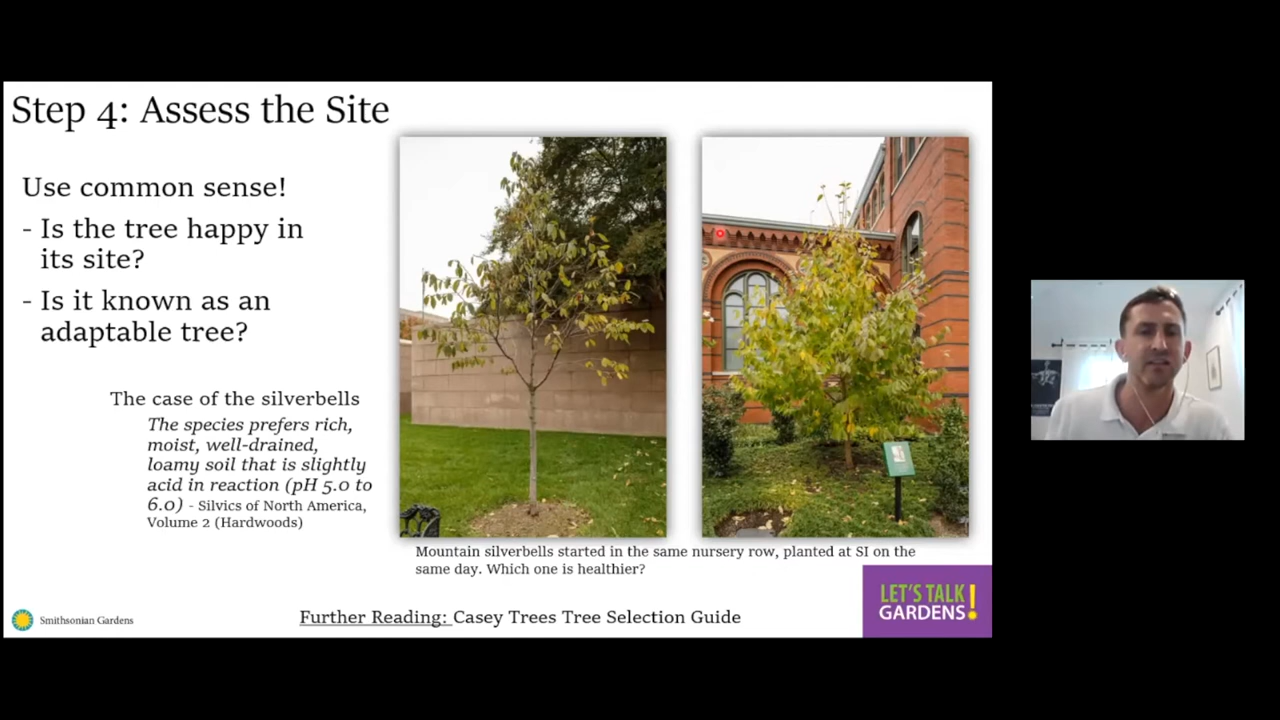 Step 4: Assess the Site
Use common sense!
- Is the tree happy in
its site?
- Is it known as an
adaptable tree?
The case of the silverbells
The species prefers rich,
moist, well-drained,
loamy soil that is slightly
acid in reaction (pH 5.0 to
6.0) - Silvics of North America,
Volume 2 (Hardwoods)
Mountain silverbells started in the same nursery row, planted at SI on the
same day. Which one is healthier?
Further Reading: Casey Trees Tree Selection Guide
Smithsonian Gardens
LET'S TALK
GARDENS!